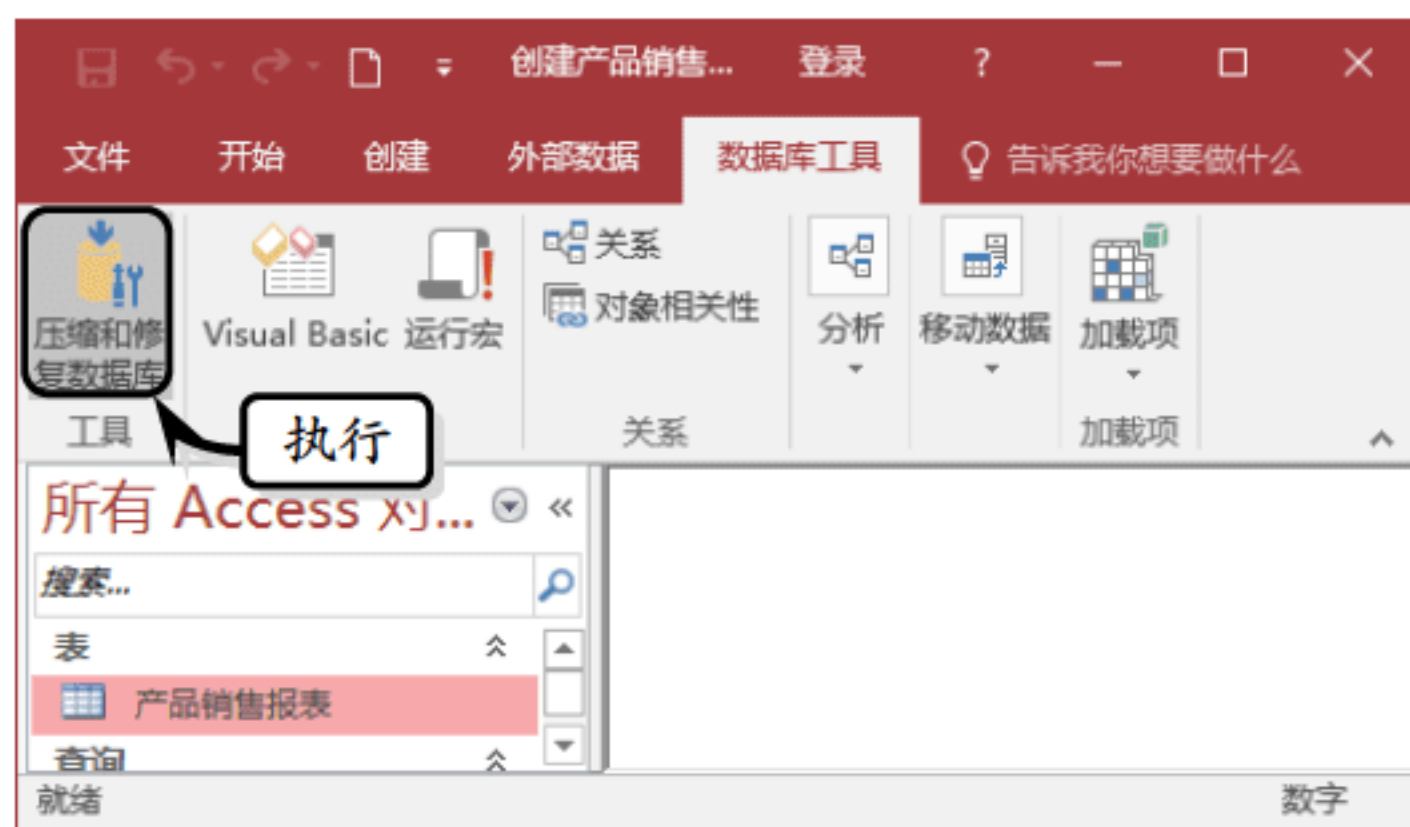 创建产品销售... 登录 ?
文件 开始 创建 外部数据 数据库工具 告诉我你想要做什么
压缩和修
复数据库
Visual Basic 运行宏
关系
对象相关性
分析 移动数据 加载项
工具 关系 加载项
执行
所有 Access 对... «
搜索...
表
产品销售报表
查询
就绪 数字